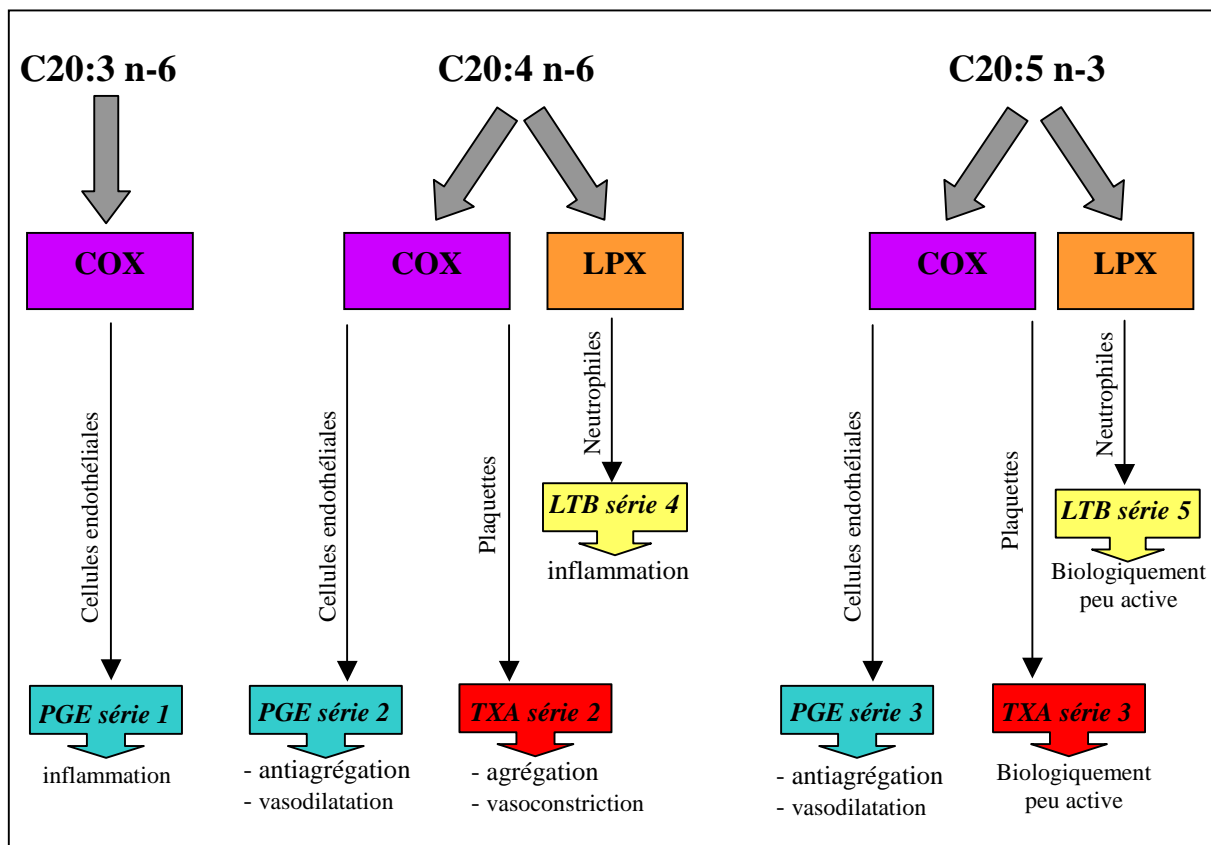 C20:3 n-6
C20:4 n-6
C20:5 n-3
COX
COX
LPX
COX
LPX
Cellules endothéliales
Cellules endothéliales
Plaquettes
Neutrophiles
Cellules endothéliales
Plaquettes
Neutrophiles
LTB série 4
inflammation
LTB série 5
Biologiquement
peu active
PGE série 1
inflammation
PGE série 2
- antiagrégation
- vasodilatation
TXA série 2
- agrégation
- vasoconstriction
PGE série 3
- antiagrégation
- vasodilatation
TXA série 3
Biologiquement
peu active